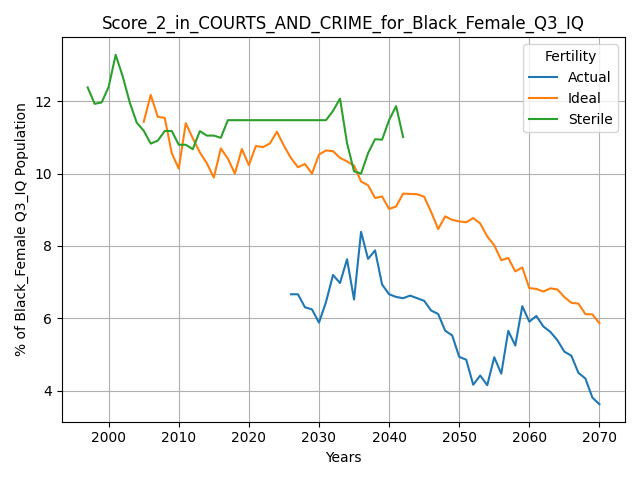 Score_2_in_COURTS_AND_CRIME_for_Black_Female_Q3_IQ
Fertility
Actual
Ideal
Sterile
% of Black_Female Q3_IQ Population
12
10
8
6
4
2000 2010 2020 2030 2040 2050 2060 2070
Years